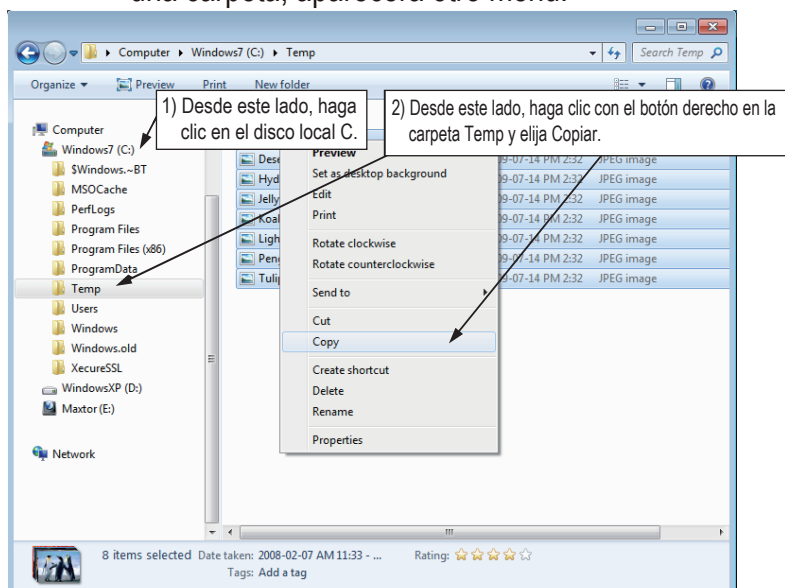 una carpeta, aparecerá otro menú.
Computer ▸ Windows7 (C:) ▸ Temp
Search Temp
Organize ▾ Preview Print New folder
1) Desde este lado, haga
clic en el disco local C.
2) Desde este lado, haga clic con el botón derecho en la
carpeta Temp y elija Copiar.
Computer
Windows7 (C:)
$Windows.~BT
MSOCache
PerfLogs
Program Files
Program Files (x86)
ProgramData
Temp
Users
Windows
Windows.old
XecureSSL
WindowsXP (D:)
Maxtor (E:)
Network
Dese
Hyd
Jelly
Koal
Ligh
Peng
Tulip
Preview
Set as desktop background
Edit
Print
Rotate clockwise
Rotate counterclockwise
Send to
Cut
Copy
Create shortcut
Delete
Rename
Properties
09-07-14 PM 2:32 JPEG image
09-07-14 PM 2:32 JPEG image
09-07-14 PM 2:32 JPEG image
09-07-14 PM 2:32 JPEG image
09-07-14 PM 2:32 JPEG image
09-07-14 PM 2:32 JPEG image
09-07-14 PM 2:32 JPEG image
8 items selected Date taken: 2008-02-07 AM 11:33 - ... Rating:
Tags: Add a tag